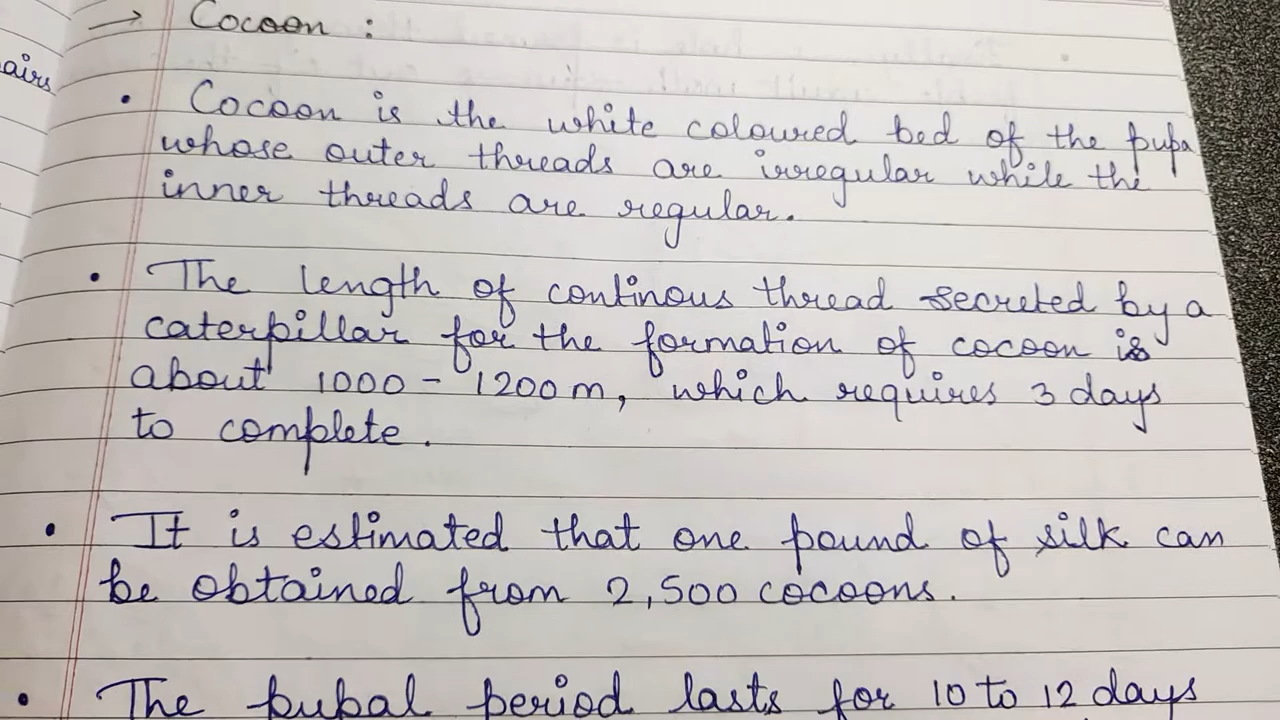 → Cocoon :
airs
• Cocoon is the white coloured bed of the pupa
whose outer threads are irregular while the
inner threads are regular.
• The length of continous thread secreted by a
caterpillar for the formation of cocoon is
about 1000 - 1200 m, which requires 3 days
to complete.
• It is estimated that one pound of silk can
be obtained from 2,500 cocoons.
• The pupal period lasts for 10 to 12 days